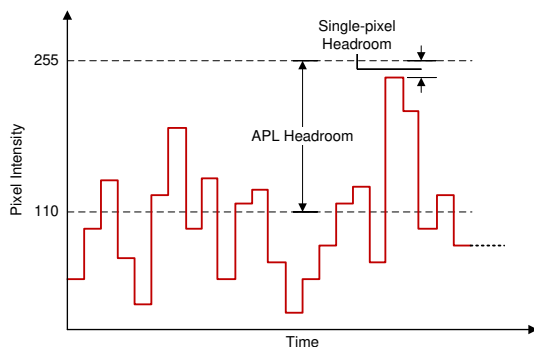 Single-pixel
Headroom
255
APL Headroom
110
Pixel Intensity
Time